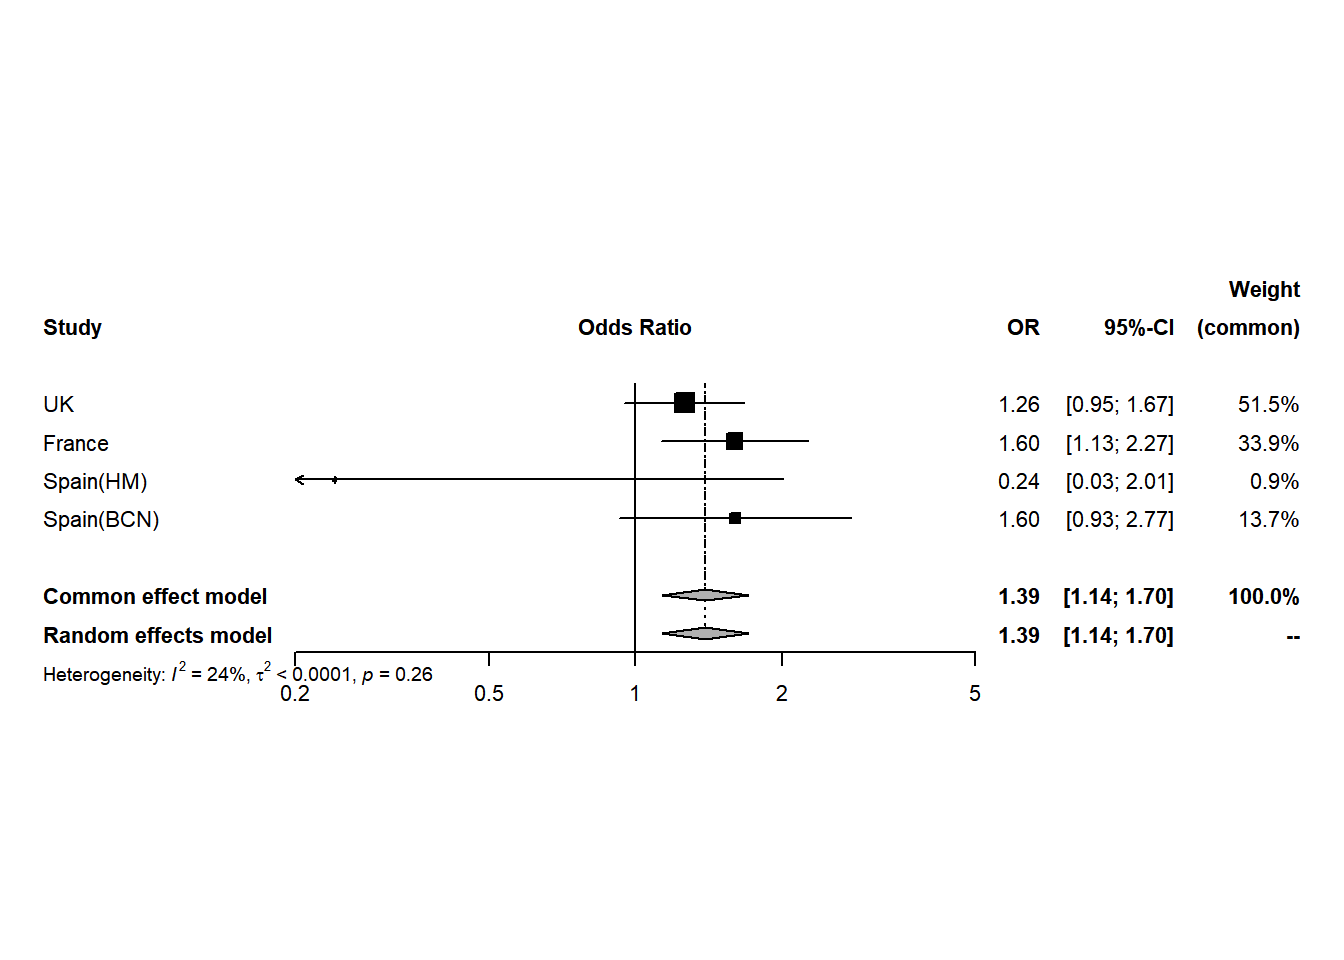 Weight
Study Odds Ratio OR 95%-CI (common)
UK 1.26 [0.95; 1.67] 51.5%
France 1.60 [1.13; 2.27] 33.9%
Spain(HM) 0.24 [0.03; 2.01] 0.9%
Spain(BCN) 1.60 [0.93; 2.77] 13.7%
Common effect model 1.39 [1.14; 1.70] 100.0%
Random effects model 1.39 [1.14; 1.70] --
Heterogeneity: I² = 24%, τ² < 0.0001, p = 0.26
0.2 0.5 1 2 5